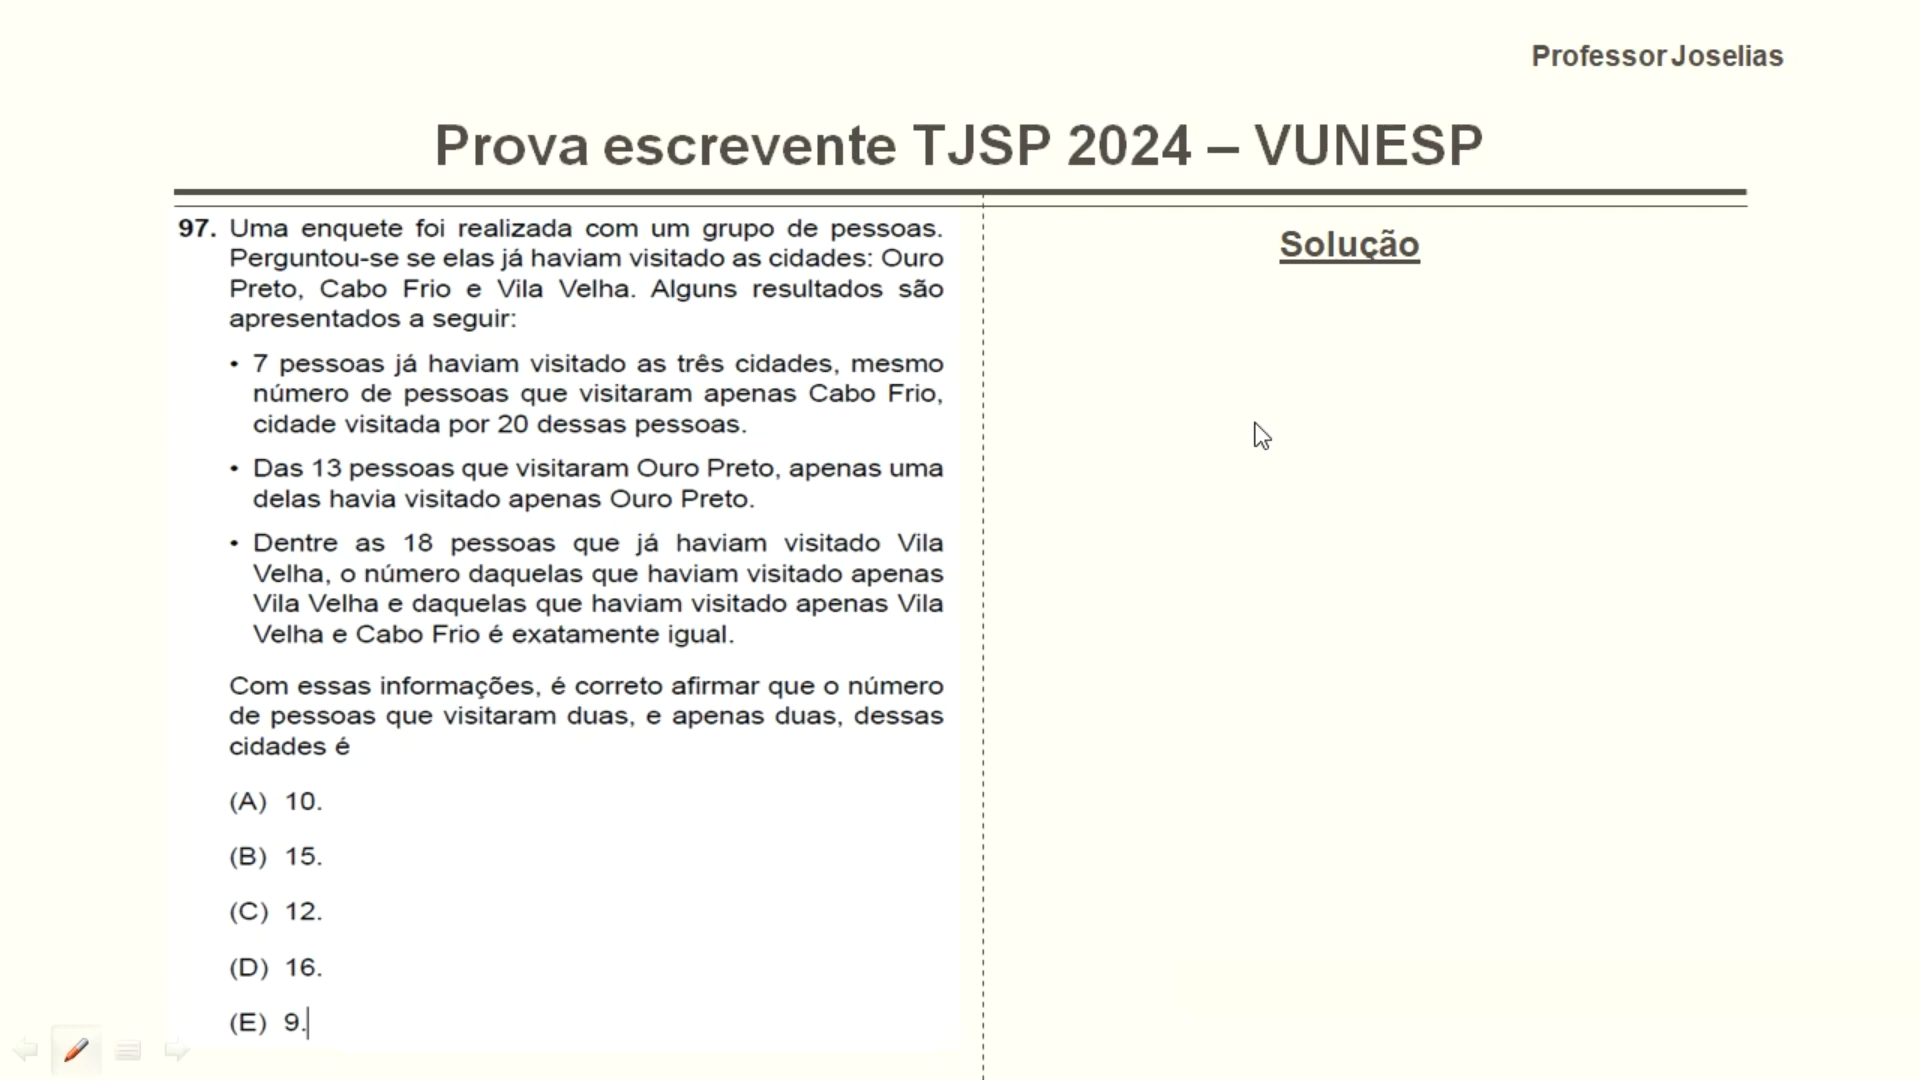 Professor Joselias
Prova escrevente TJSP 2024 – VUNESP
97. Uma enquete foi realizada com um grupo de pessoas.
Perguntou-se se elas já haviam visitado as cidades: Ouro
Preto, Cabo Frio e Vila Velha. Alguns resultados são
apresentados a seguir:
• 7 pessoas já haviam visitado as três cidades, mesmo
número de pessoas que visitaram apenas Cabo Frio,
cidade visitada por 20 dessas pessoas.
• Das 13 pessoas que visitaram Ouro Preto, apenas uma
delas havia visitado apenas Ouro Preto.
• Dentre as 18 pessoas que já haviam visitado Vila
Velha, o número daquelas que haviam visitado apenas
Vila Velha e daquelas que haviam visitado apenas Vila
Velha e Cabo Frio é exatamente igual.
Com essas informações, é correto afirmar que o número
de pessoas que visitaram duas, e apenas duas, dessas
cidades é
(A) 10.
(B) 15.
(C) 12.
(D) 16.
(E) 9.
Solução